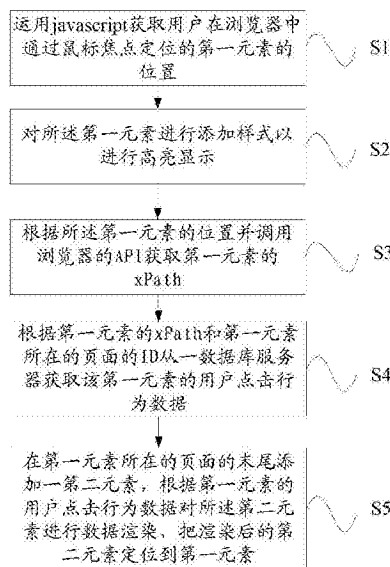 运用javascript获取用户在浏览器中
通过鼠标焦点定位的第一元素的
位置
S1
对所述第一元素进行添加样式以
进行高亮显示
S2
根据所述第一元素的位置并调用
浏览器的API获取第一元素的
xPath
S3
根据第一元素的xPath和第一元素
所在的页面的ID从一数据库服务
器获取该第一元素的用户点击行
为数据
S4
在第一元素所在的页面的末尾添
加一第二元素，根据第一元素的
用户点击行为数据对所述第二元
素进行数据渲染、把渲染后的第
二元素定位到第一元素
S5